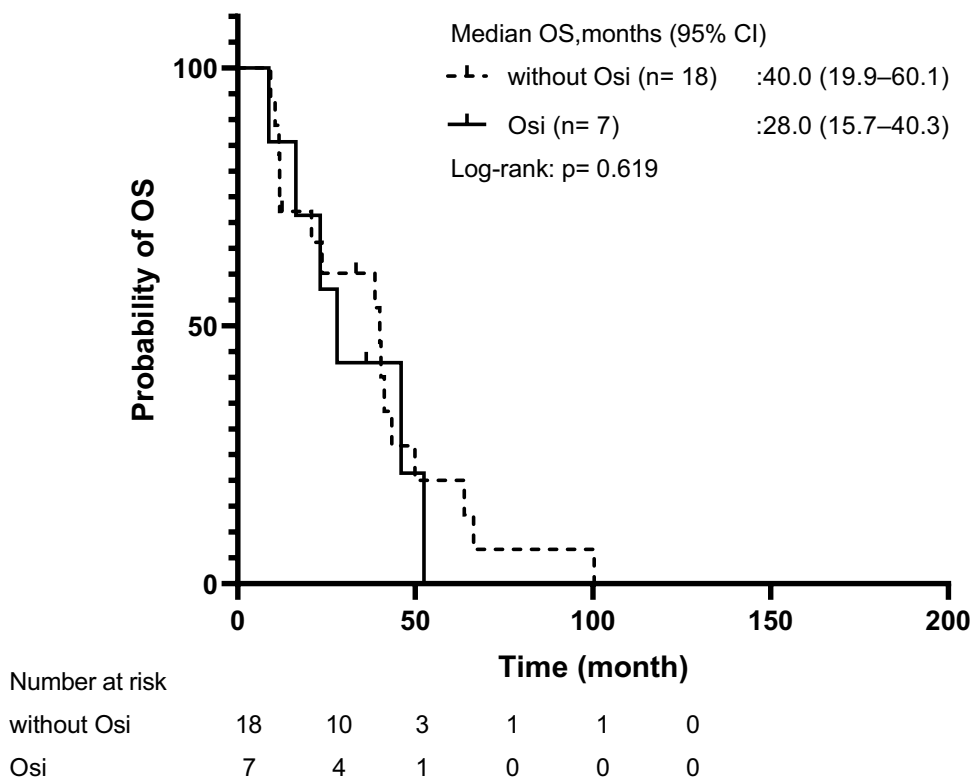 Median OS,months (95% CI)
without Osi (n= 18) :40.0 (19.9–60.1)
Osi (n= 7) :28.0 (15.7–40.3)
Log-rank: p= 0.619
Probability of OS
100
50
0
0 50 100 150 200
Time (month)
Number at risk
without Osi 18 10 3 1 1 0
Osi 7 4 1 0 0 0